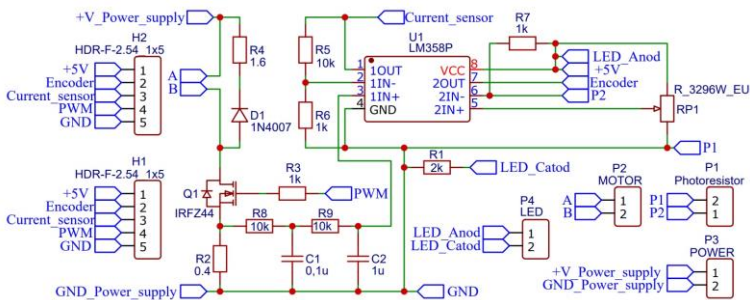 +V_Power_supply
H2
HDR-F-2.54_1x5
+5V 1
Encoder 2
Current_sensor 3
PWM 4
GND 5
A
B
R4
1.6
D1
1N4007
R5
10k
R6
1k
Current_sensor
U1
LM358P
1 1OUT
2 1IN-
3 1IN+
4 GND
VCC 8
2OUT 7
2IN- 6
2IN+ 5
R7
1k
LED_Anod
+5V
Encoder
P2
R_3296W_EU
RP1
P1
H1
HDR-F-2.54_1x5
+5V 1
Encoder 2
Current_sensor 3
PWM 4
GND 5
Q1
IRFZ44
R3
1k
PWM
R1
2k
LED_Catod
R8
10k
R9
10k
R2
0.4
C1
0,1u
C2
1u
GND_Power_supply
GND
P4
LED
LED_Anod 1
LED_Catod 2
P2
MOTOR
A 1
B 2
P1
Photoresistor
P1 2
P2 1
P3
POWER
+V_Power_supply 1
GND_Power_supply 2